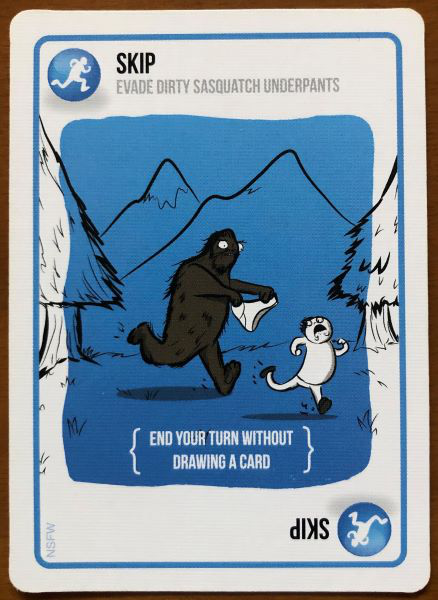 SKIP
EVADE DIRTY SASQUATCH UNDERPANTS
END YOUR TURN WITHOUT
DRAWING A CARD
NSFW
SKIP